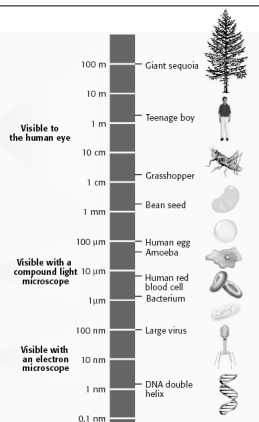 Visible to
the human eye
Visible with a
compound light
microscope
Visible with
an electron
microscope
100 m
10 m
1 m
10 cm
1 cm
1 mm
100 µm
10 µm
1µm
100 nm
10 nm
1 nm
0.1 nm
Giant sequoia
Teenage boy
Grasshopper
Bean seed
Human egg
Amoeba
Human red
blood cell
Bacterium
Large virus
DNA double
helix